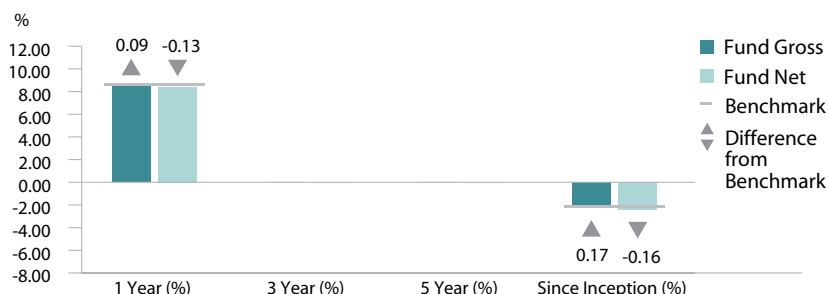 %
12.00
10.00
8.00
6.00
4.00
2.00
0.00
-2.00
-4.00
-6.00
-8.00
0.09 -0.13
0.17 -0.16
1 Year (%) 3 Year (%) 5 Year (%) Since Inception (%)
Fund Gross
Fund Net
Benchmark
Difference
from
Benchmark